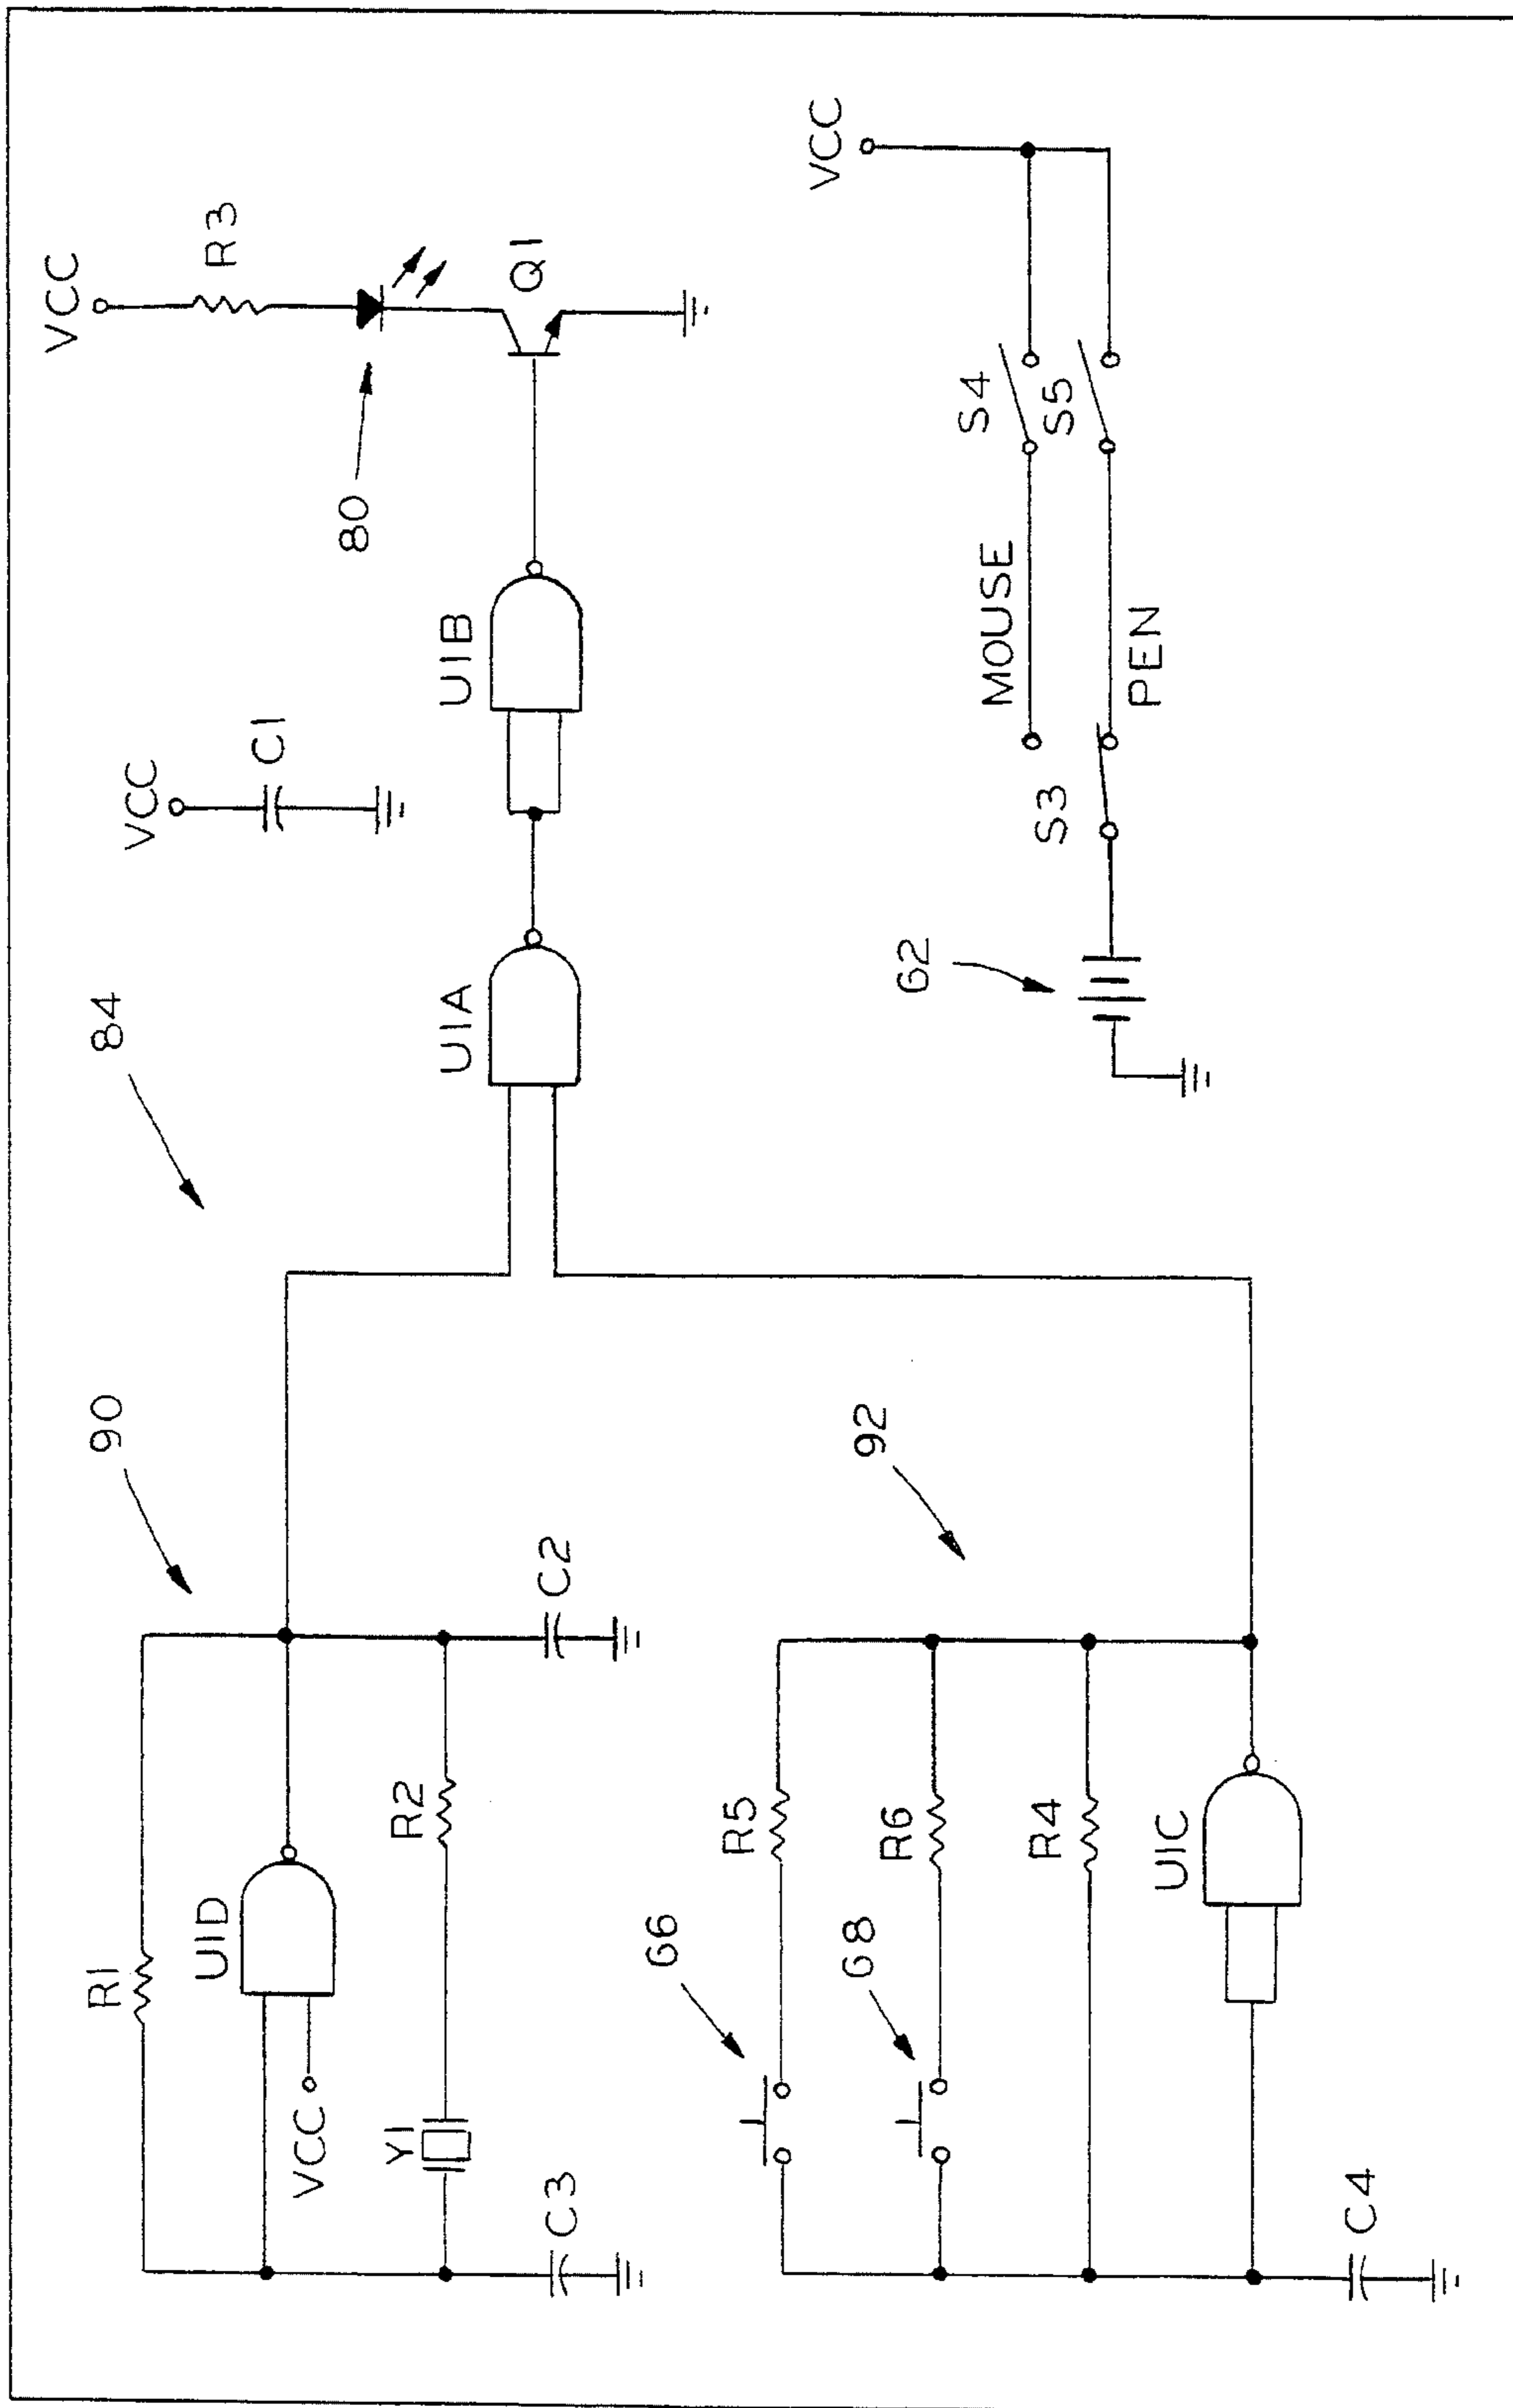 84
90
R1
U1D
VCC
Y1
R2
C3
C2
VCC
C1
VCC
R3
80
Q1
U1A
U1B
92
66
R5
68
R6
R4
U1C
C4
62
S3
MOUSE
PEN
S4
S5
VCC